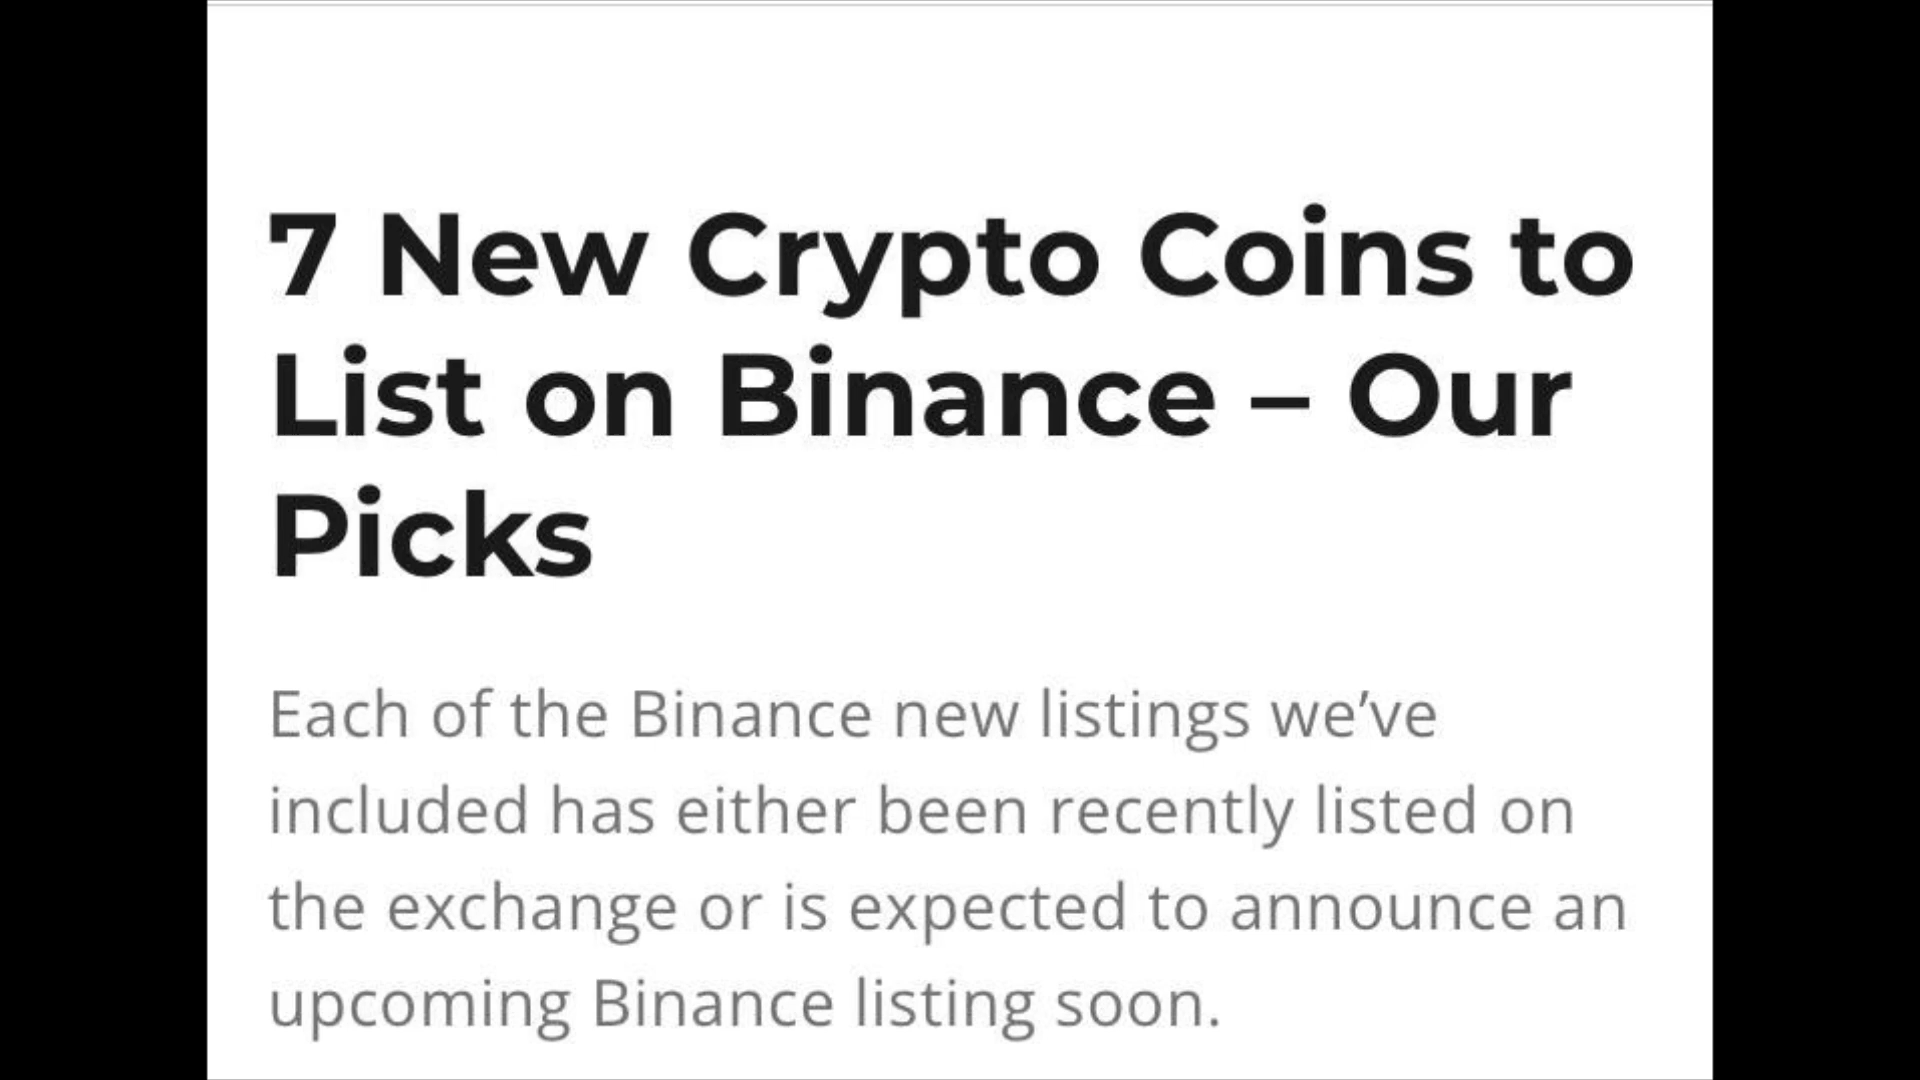 7 New Crypto Coins to
List on Binance – Our
Picks
Each of the Binance new listings we’ve
included has either been recently listed on
the exchange or is expected to announce an
upcoming Binance listing soon.